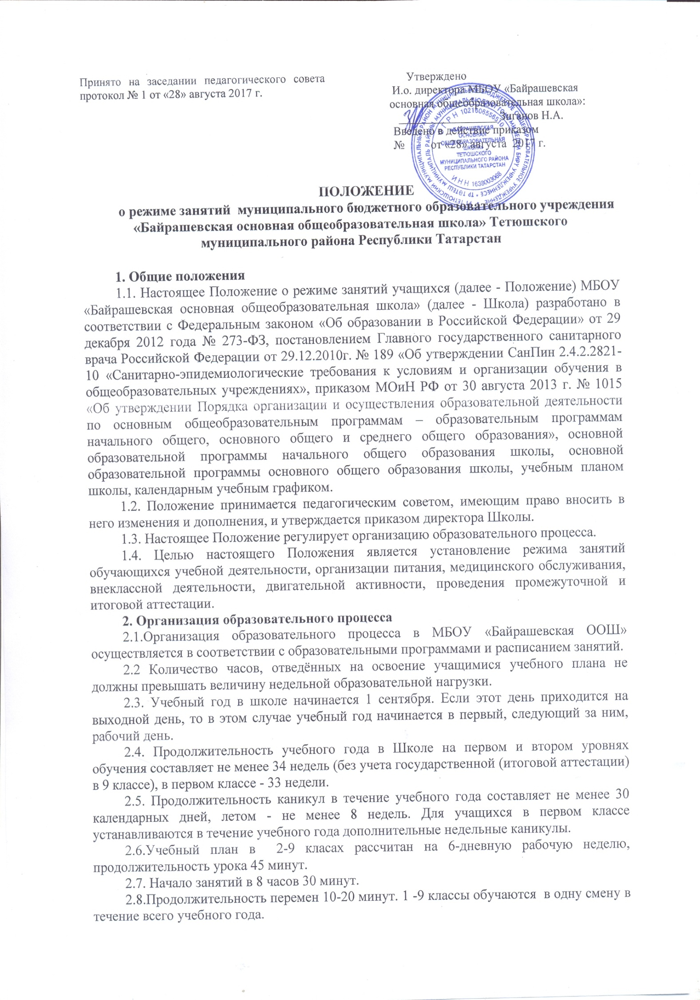 Принято на заседании педагогического совета
протокол № 1 от «28» августа 2017 г.
Утверждено
И.о. директора МБОУ «Байрашевская
основная общеобразовательная школа»:
Зиганов Н.А.
Введено в действие приказом
№ от «28» августа 2017 г.
ОГРН 1021606556510
«БАЙРАШЕВСКАЯ
ОСНОВНАЯ
ОБЩЕОБРАЗОВАТЕЛЬНАЯ
ШКОЛА»
ТЕТЮШСКОГО
МУНИЦИПАЛЬНОГО РАЙОНА
РЕСПУБЛИКИ ТАТАРСТАН
ИНН 1638003068
ПОЛОЖЕНИЕ
о режиме занятий муниципального бюджетного образовательного учреждения
«Байрашевская основная общеобразовательная школа» Тетюшского
муниципального района Республики Татарстан
1. Общие положения
1.1. Настоящее Положение о режиме занятий учащихся (далее - Положение) МБОУ
«Байрашевская основная общеобразовательная школа» (далее - Школа) разработано в
соответствии с Федеральным законом «Об образовании в Российской Федерации» от 29
декабря 2012 года № 273-ФЗ, постановлением Главного государственного санитарного
врача Российской Федерации от 29.12.2010г. № 189 «Об утверждении СанПин 2.4.2.2821-
10 «Санитарно-эпидемиологические требования к условиям и организации обучения в
общеобразовательных учреждениях», приказом МОиН РФ от 30 августа 2013 г. № 1015
«Об утверждении Порядка организации и осуществления образовательной деятельности
по основным общеобразовательным программам – образовательным программам
начального общего, основного общего и среднего общего образования», основной
образовательной программы начального общего образования школы, основной
образовательной программы основного общего образования школы, учебным планом
школы, календарным учебным графиком.
1.2. Положение принимается педагогическим советом, имеющим право вносить в
него изменения и дополнения, и утверждается приказом директора Школы.
1.3. Настоящее Положение регулирует организацию образовательного процесса.
1.4. Целью настоящего Положения является установление режима занятий
обучающихся учебной деятельности, организации питания, медицинского обслуживания,
внеклассной деятельности, двигательной активности, проведения промежуточной и
итоговой аттестации.
2. Организация образовательного процесса
2.1.Организация образовательного процесса в МБОУ «Байрашевская ООШ»
осуществляется в соответствии с образовательными программами и расписанием занятий.
2.2 Количество часов, отведённых на освоение учащимися учебного плана не
должны превышать величину недельной образовательной нагрузки.
2.3. Учебный год в школе начинается 1 сентября. Если этот день приходится на
выходной день, то в этом случае учебный год начинается в первый, следующий за ним,
рабочий день.
2.4. Продолжительность учебного года в Школе на первом и втором уровнях
обучения составляет не менее 34 недель (без учета государственной (итоговой аттестации)
в 9 классе), в первом классе - 33 недели.
2.5. Продолжительность каникул в течение учебного года составляет не менее 30
календарных дней, летом - не менее 8 недель. Для учащихся в первом классе
устанавливаются в течение учебного года дополнительные недельные каникулы.
2.6.Учебный план в 2-9 класах рассчитан на 6-дневную рабочую неделю,
продолжительность урока 45 минут.
2.7. Начало занятий в 8 часов 30 минут.
2.8.Продолжительность перемен 10-20 минут. 1 -9 классы обучаются в одну смену в
течение всего учебного года.